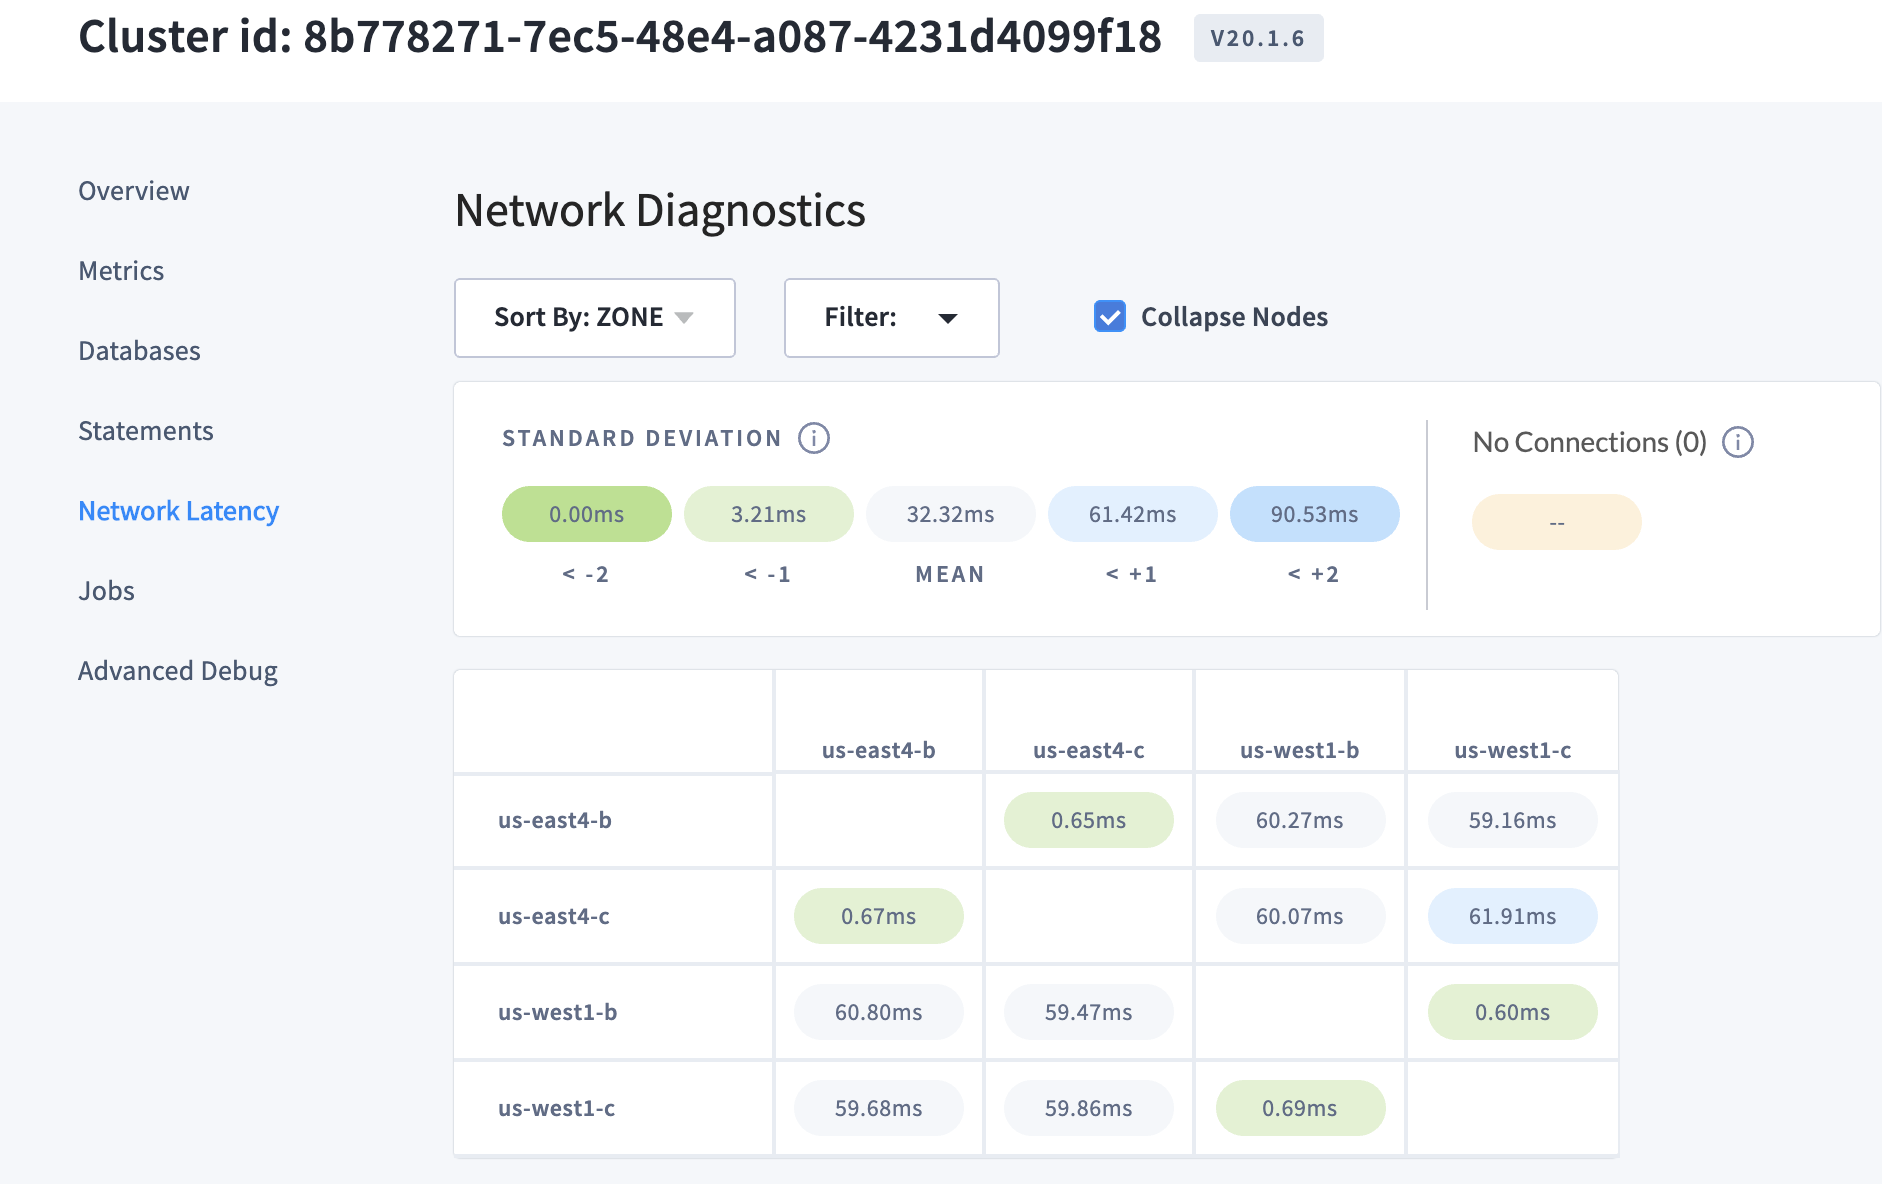 Cluster id: 8b778271-7ec5-48e4-a087-4231d4099f18 V20.1.6
Overview
Metrics
Databases
Statements
Network Latency
Jobs
Advanced Debug
Network Diagnostics
Sort By: ZONE Filter: Collapse Nodes
STANDARD DEVIATION
0.00ms 3.21ms 32.32ms 61.42ms 90.53ms
< -2 < -1 MEAN < +1 < +2
No Connections (0)
--
us-east4-b us-east4-c us-west1-b us-west1-c
us-east4-b 0.65ms 60.27ms 59.16ms
us-east4-c 0.67ms 60.07ms 61.91ms
us-west1-b 60.80ms 59.47ms 0.60ms
us-west1-c 59.68ms 59.86ms 0.69ms